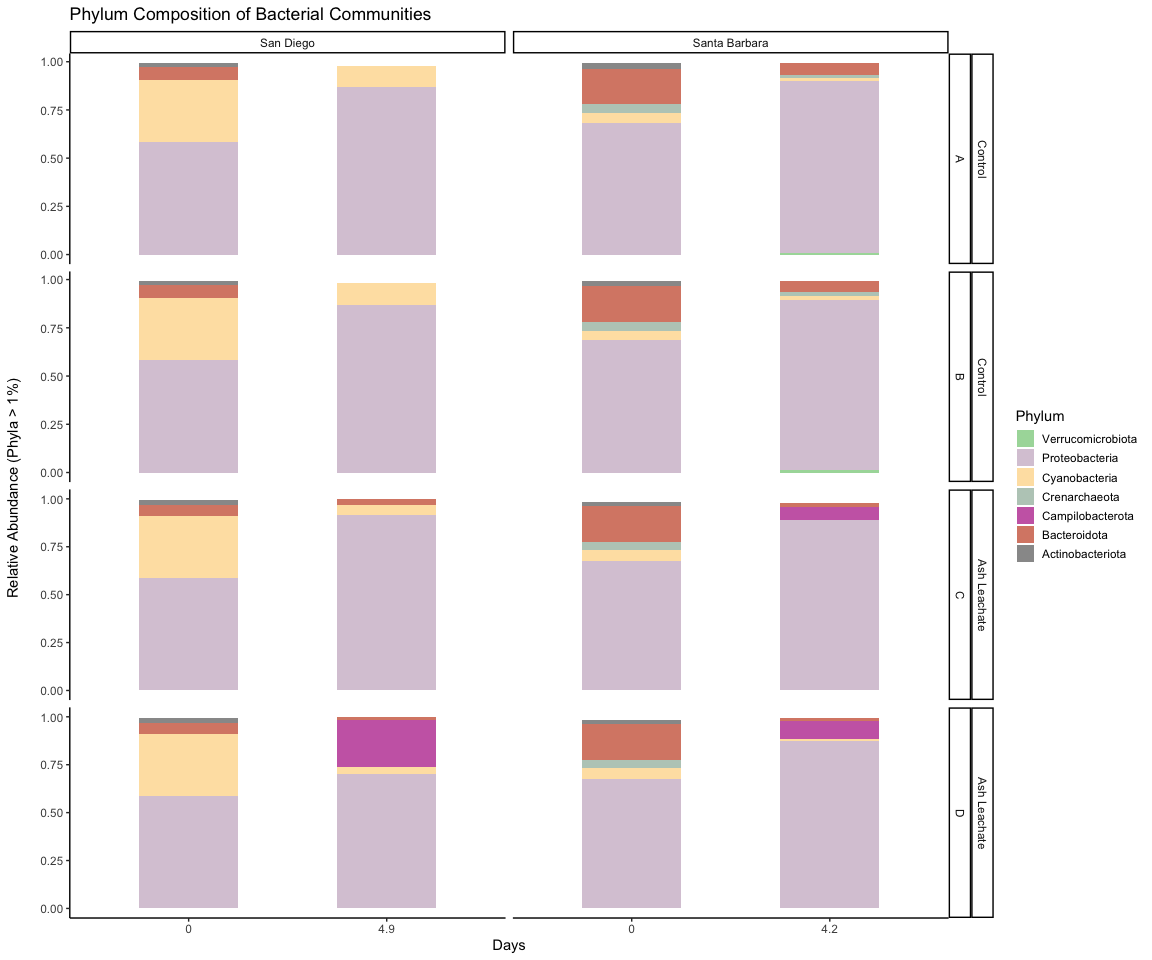 Phylum Composition of Bacterial Communities
San Diego
Santa Barbara
1.00
0.75
0.50
0.25
0.00
A
Control
1.00
0.75
0.50
0.25
0.00
B
Control
1.00
0.75
0.50
0.25
0.00
C
Ash Leachate
1.00
0.75
0.50
0.25
0.00
D
Ash Leachate
Relative Abundance (Phyla > 1%)
0
4.9
0
4.2
Days
Phylum
Verrucomicrobiota
Proteobacteria
Cyanobacteria
Crenarchaeota
Campilobacterota
Bacteroidota
Actinobacteriota